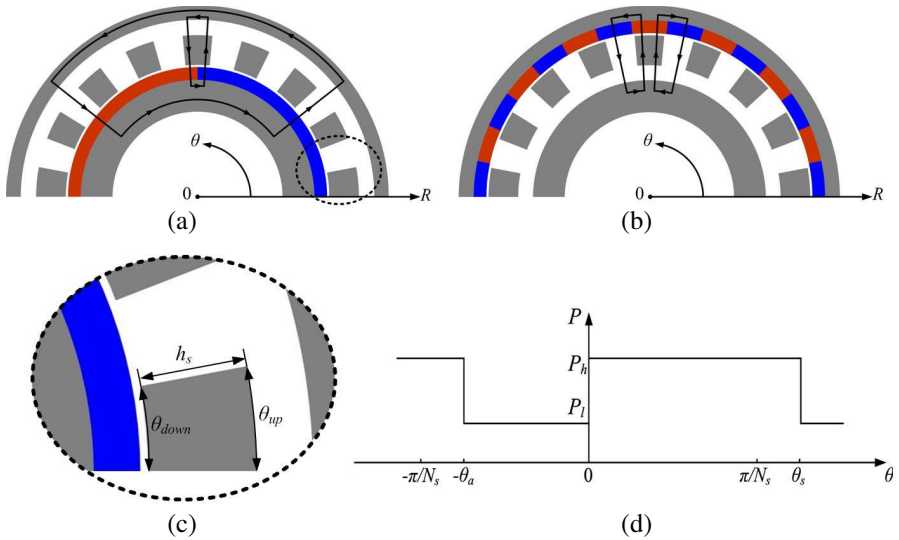 θ
0
R
(a)
θ
0
R
(b)
h_s
θ_down
θ_up
(c)
P
P_h
P_l
-π/N_s
-θ_a
0
π/N_s
θ_s
θ
(d)